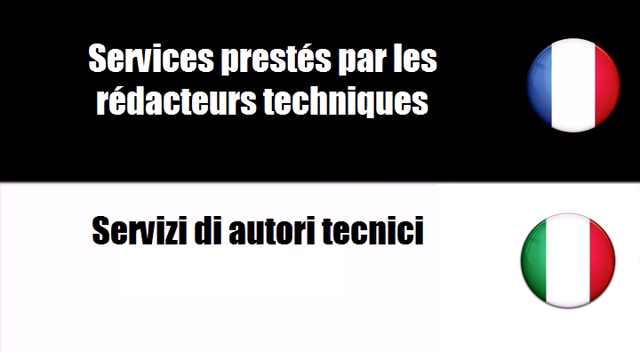 Services prestés par les
rédacteurs techniques
Servizi di autori tecnici